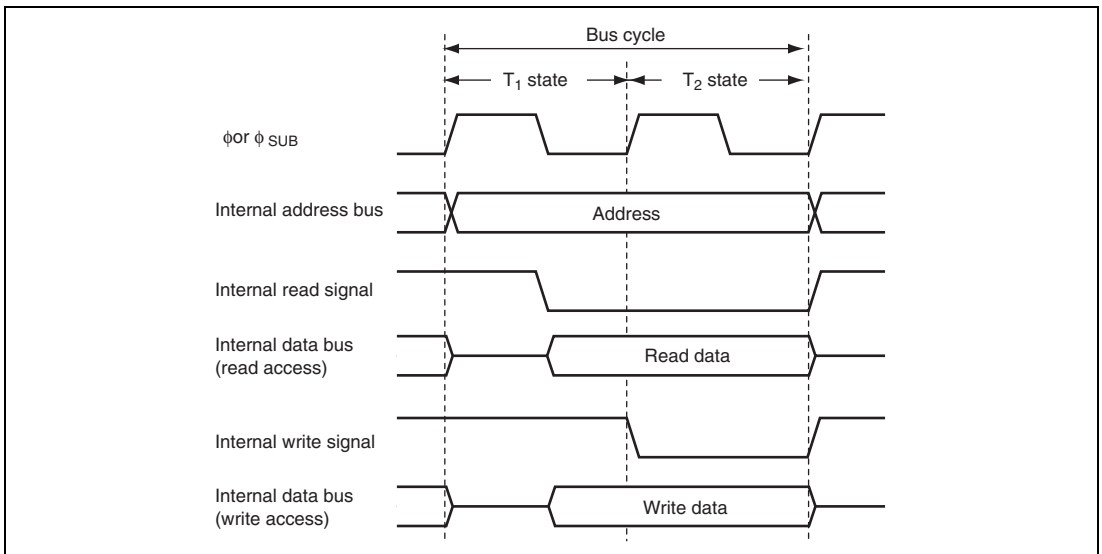 Bus cycle
T1 state
T2 state
ϕor ϕ SUB
Internal address bus
Address
Internal read signal
Internal data bus
(read access)
Read data
Internal write signal
Internal data bus
(write access)
Write data